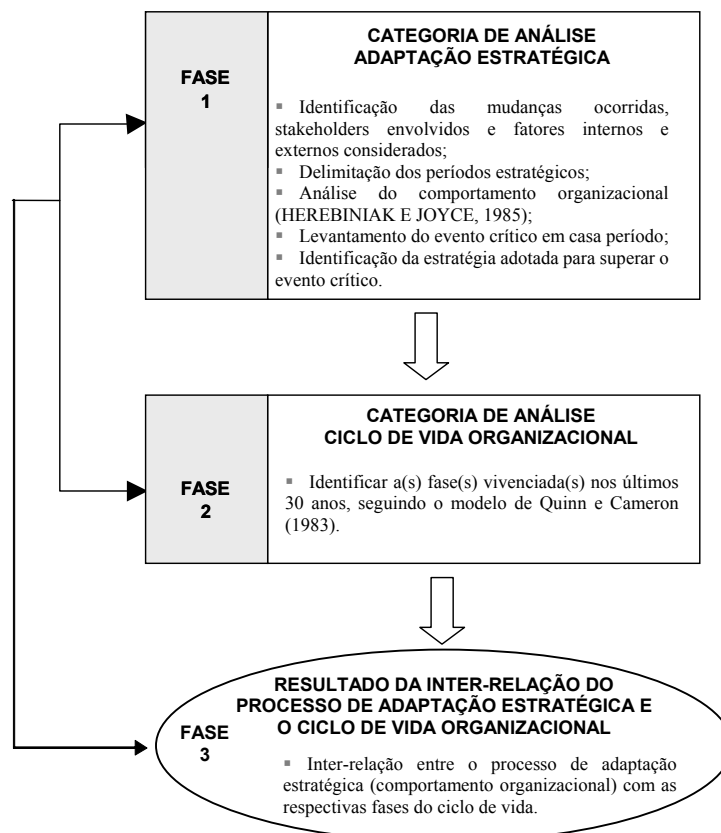 CATEGORIA DE ANÁLISE
ADAPTAÇÃO ESTRATÉGICA
FASE
1
▪ Identificação das mudanças ocorridas,
stakeholders envolvidos e fatores internos e
externos considerados;
▪ Delimitação dos períodos estratégicos;
▪ Análise do comportamento organizacional
(HEREBINIAK E JOYCE, 1985);
▪ Levantamento do evento crítico em casa período;
▪ Identificação da estratégia adotada para superar o
evento crítico.
CATEGORIA DE ANÁLISE
CICLO DE VIDA ORGANIZACIONAL
FASE
2
▪ Identificar a(s) fase(s) vivenciada(s) nos últimos
30 anos, seguindo o modelo de Quinn e Cameron
(1983).
RESULTADO DA INTER-RELAÇÃO DO
PROCESSO DE ADAPTAÇÃO ESTRATÉGICA E
O CICLO DE VIDA ORGANIZACIONAL
FASE
3
▪ Inter-relação entre o processo de adaptação
estratégica (comportamento organizacional) com as
respectivas fases do ciclo de vida.